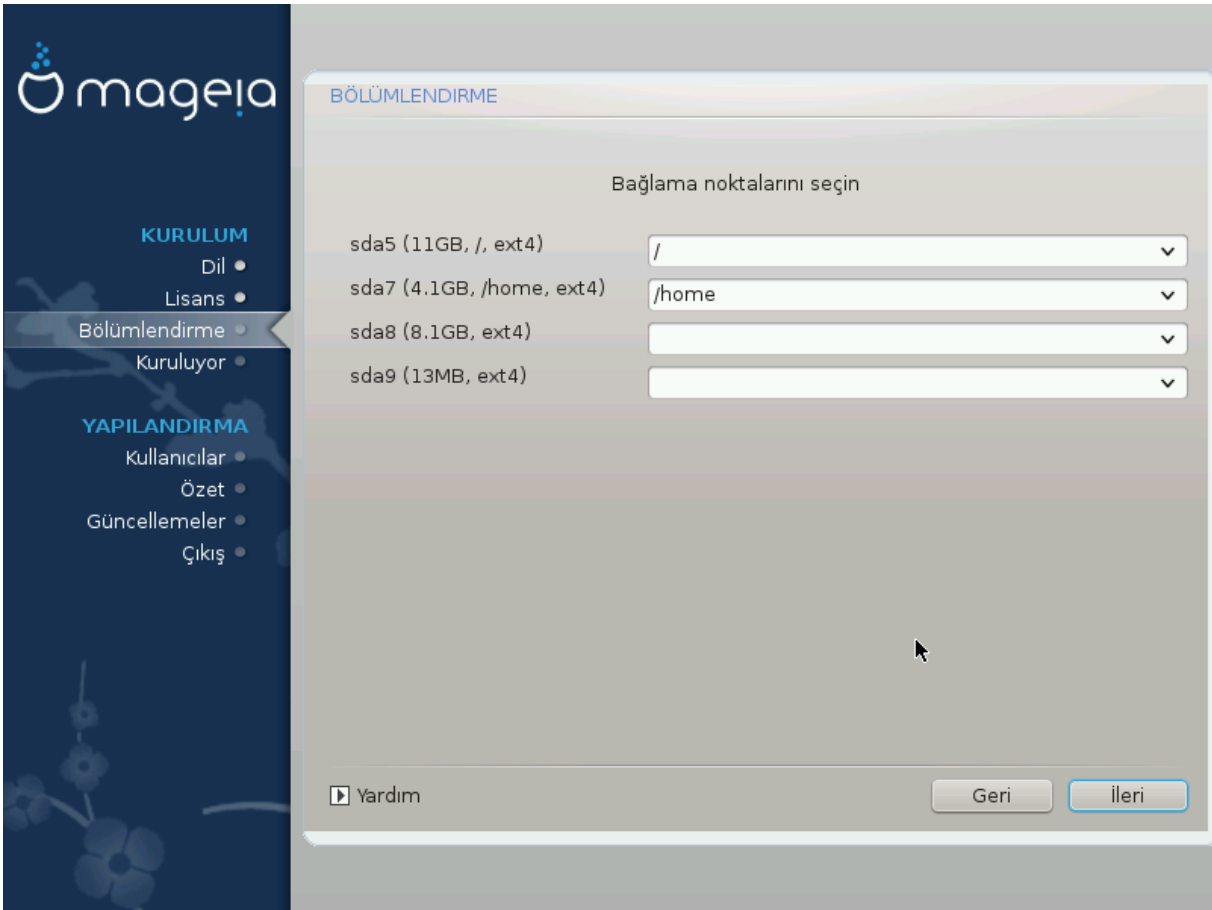 mageia
KURULUM
Dil
Lisans
Bölümlendirme
Kuruluyor
YAPILANDIRMA
Kullanıcılar
Özet
Güncellemeler
Çıkış
BÖLÜMLENDIRME
Bağlama noktalarını seçin
sda5 (11GB, /, ext4) /
sda7 (4.1GB, /home, ext4) /home
sda8 (8.1GB, ext4)
sda9 (13MB, ext4)
Yardım Geri İleri